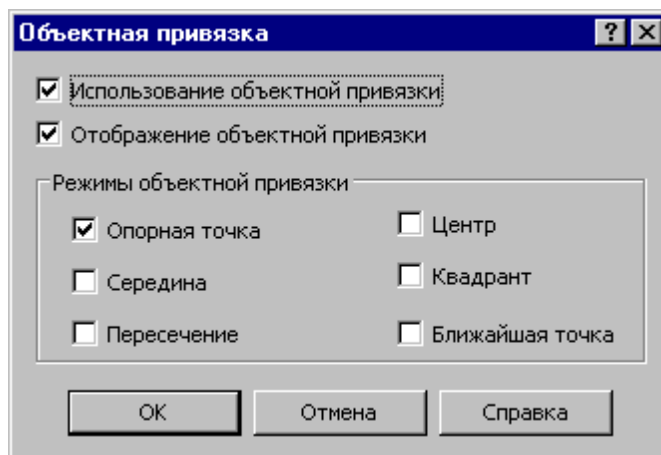 Объектная привязка
Использование объектной привязки
Отображение объектной привязки
Режимы объектной привязки
Опорная точка
Центр
Середина
Квадрант
Пересечение
Ближайшая точка
ОК
Отмена
Справка